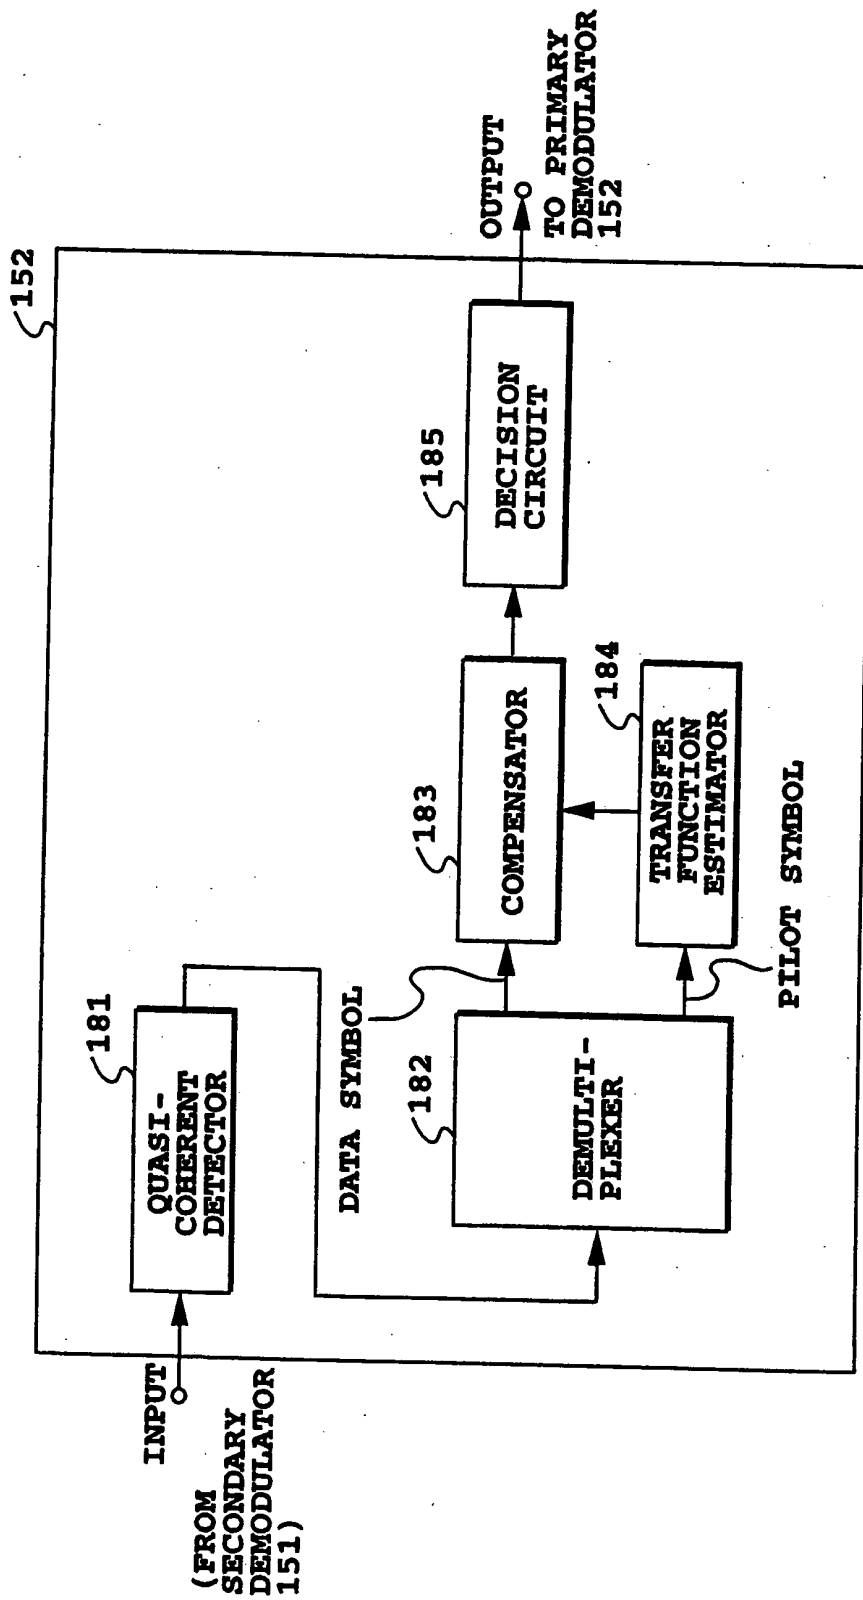 152
INPUT
(FROM
SECONDARY
DEMODULATOR
151)
181
QUASI-
COHERENT
DETECTOR
DATA SYMBOL
182
DEMULTI-
PLEXER
183
COMPENSATOR
184
TRANSFER
FUNCTION
ESTIMATOR
PILOT SYMBOL
185
DECISION
CIRCUIT
OUTPUT
TO PRIMARY
DEMODULATOR
152